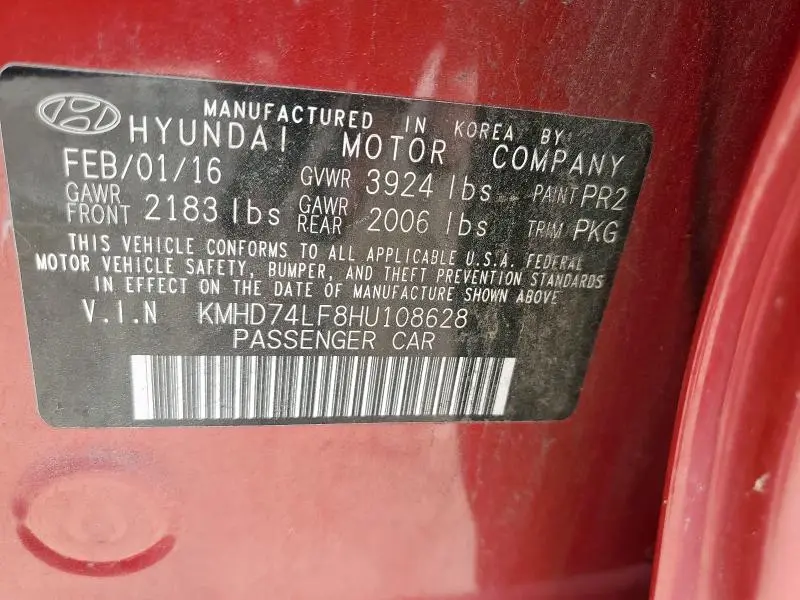 MANUFACTURED IN KOREA BY:
HYUNDAI MOTOR COMPANY
FEB/01/16 GVWR 3924 lbs PAINT PR2
GAWR FRONT 2183 lbs GAWR REAR 2006 lbs TRIM PKG
THIS VEHICLE CONFORMS TO ALL APPLICABLE U.S.A. FEDERAL
MOTOR VEHICLE SAFETY, BUMPER, AND THEFT PREVENTION STANDARDS
IN EFFECT ON THE DATE OF MANUFACTURE SHOWN ABOVE
V.I.N KMHD74LF8HU108628
PASSENGER CAR